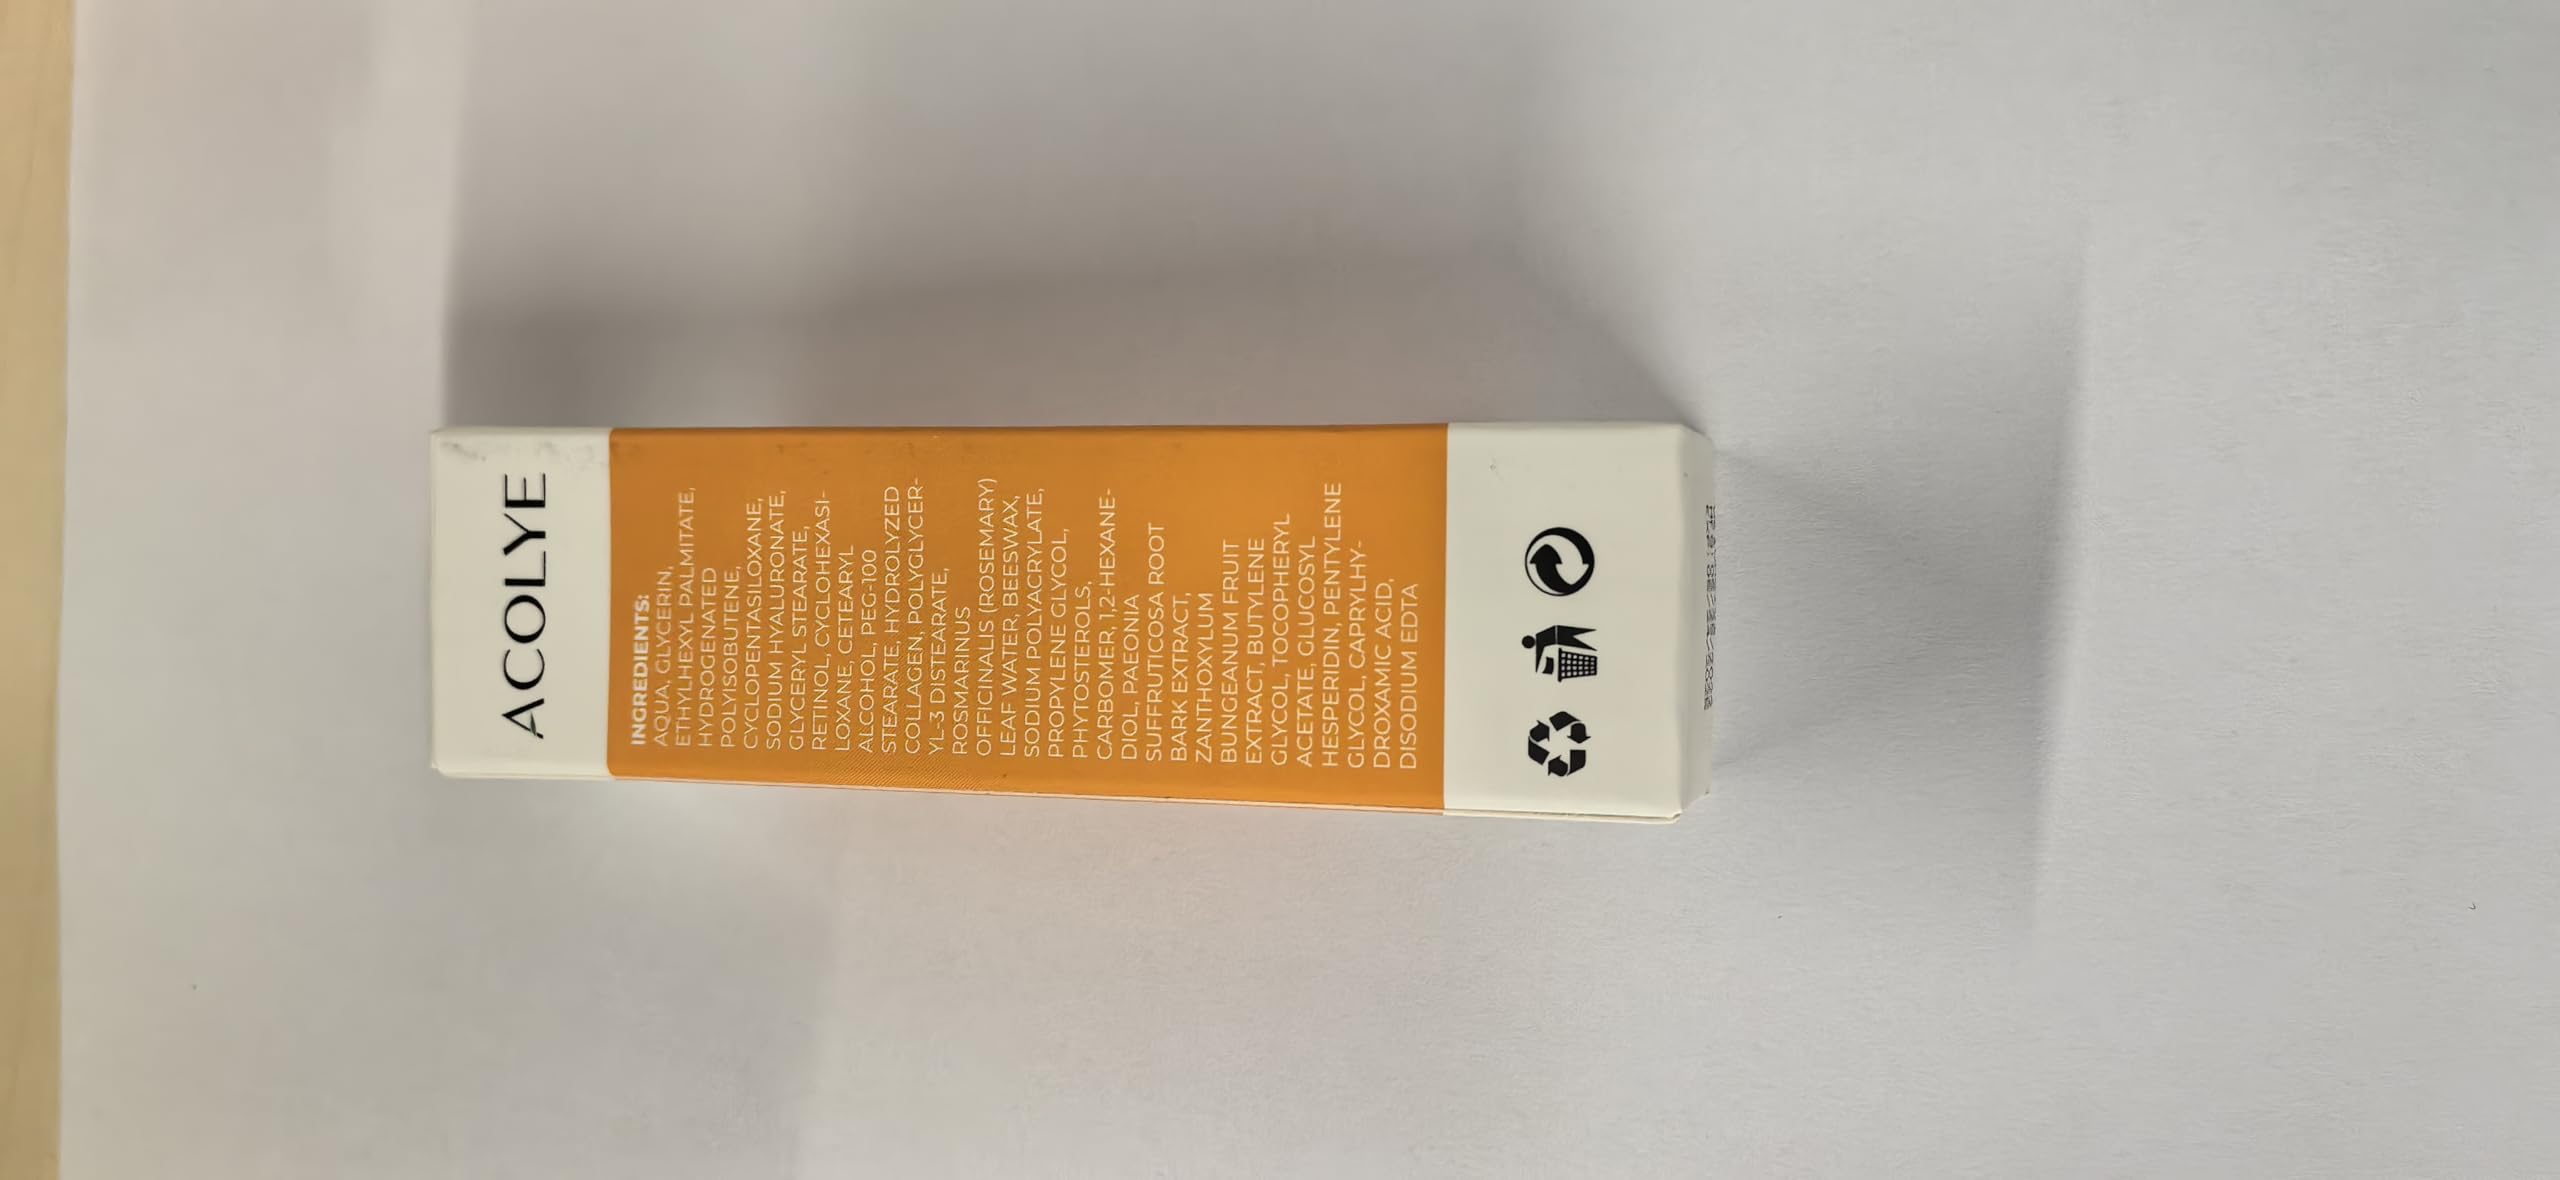 ACOLYE
INGREDIENTS:
AQUA, GLYCERIN,
ETHYLHEXYL PALMITATE,
HYDROGENATED
POLYISOBUTENE,
CYCLOPENTASILOXANE,
SODIUM HYALURONATE,
GLYCERYL STEARATE,
RETINOL, CYCLOHEXASI-
LOXANE, CETEARYL
ALCOHOL, PEG-100
STEARATE, HYDROLYZED
COLLAGEN, POLYGLYCER-
YL-3 DISTEARATE,
ROSMARINUS
OFFICINALIS (ROSEMARY)
LEAF WATER, BEESWAX,
SODIUM POLYACRYLATE,
PROPYLENE GLYCOL,
PHYTOSTEROLS,
CARBOMER, 1,2-HEXANE-
DIOL, PAEONIA
SUFFRUTICOSA ROOT
BARK EXTRACT,
ZANTHOXYLUM
BUNGEANUM FRUIT
EXTRACT, BUTYLENE
GLYCOL, TOCOPHERYL
ACETATE, GLUCOSYL
HESPERIDIN, PENTYLENE
GLYCOL, CAPRYLHY-
DROXAMIC ACID,
DISODIUM EDTA